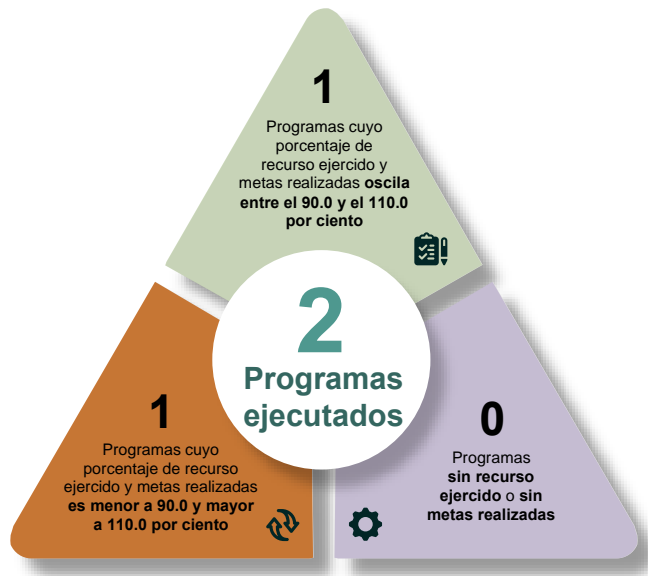 1
Programas cuyo
porcentaje de
recurso ejercido y
metas realizadas oscila
entre el 90.0 y el 110.0
por ciento
2
Programas
ejecutados
1
Programas cuyo
porcentaje de recurso
ejercido y metas realizadas
es menor a 90.0 y mayor
a 110.0 por ciento
0
Programas
sin recurso
ejercido o sin
metas realizadas